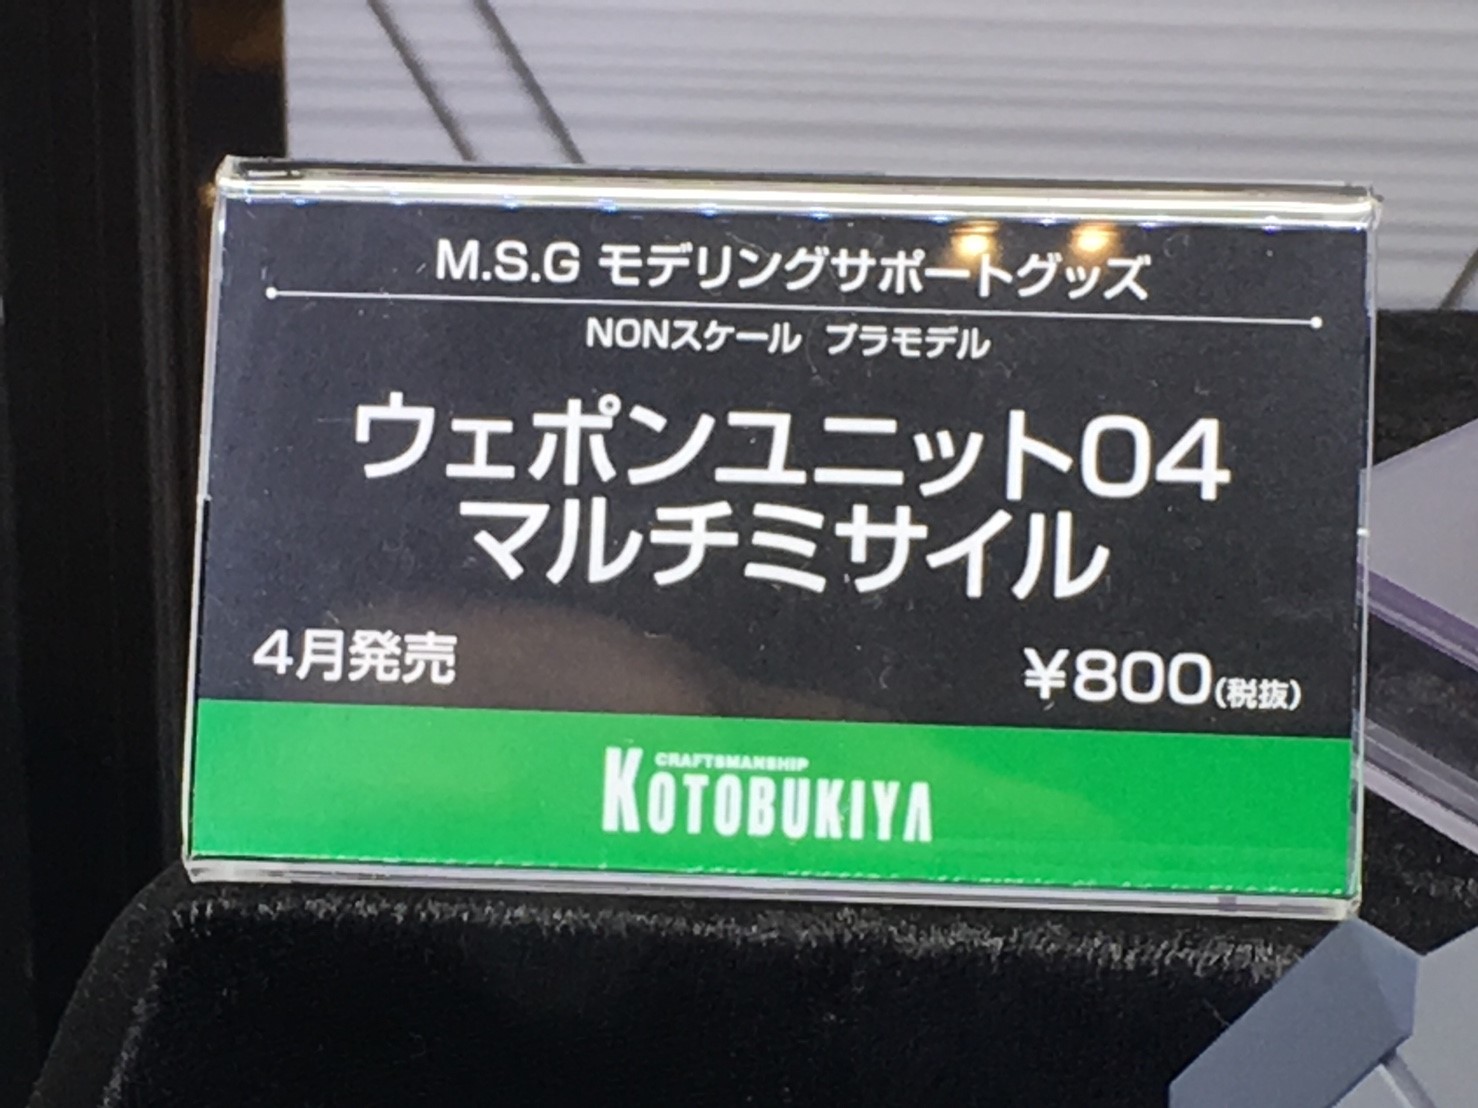 M.S.G モデリングサポートグッズ
NONスケール プラモデル
ウェポンユニット04
マルチミサイル
4月発売
¥800(税抜)
CRAFTSMANSHIP
KOTOBUKIYA